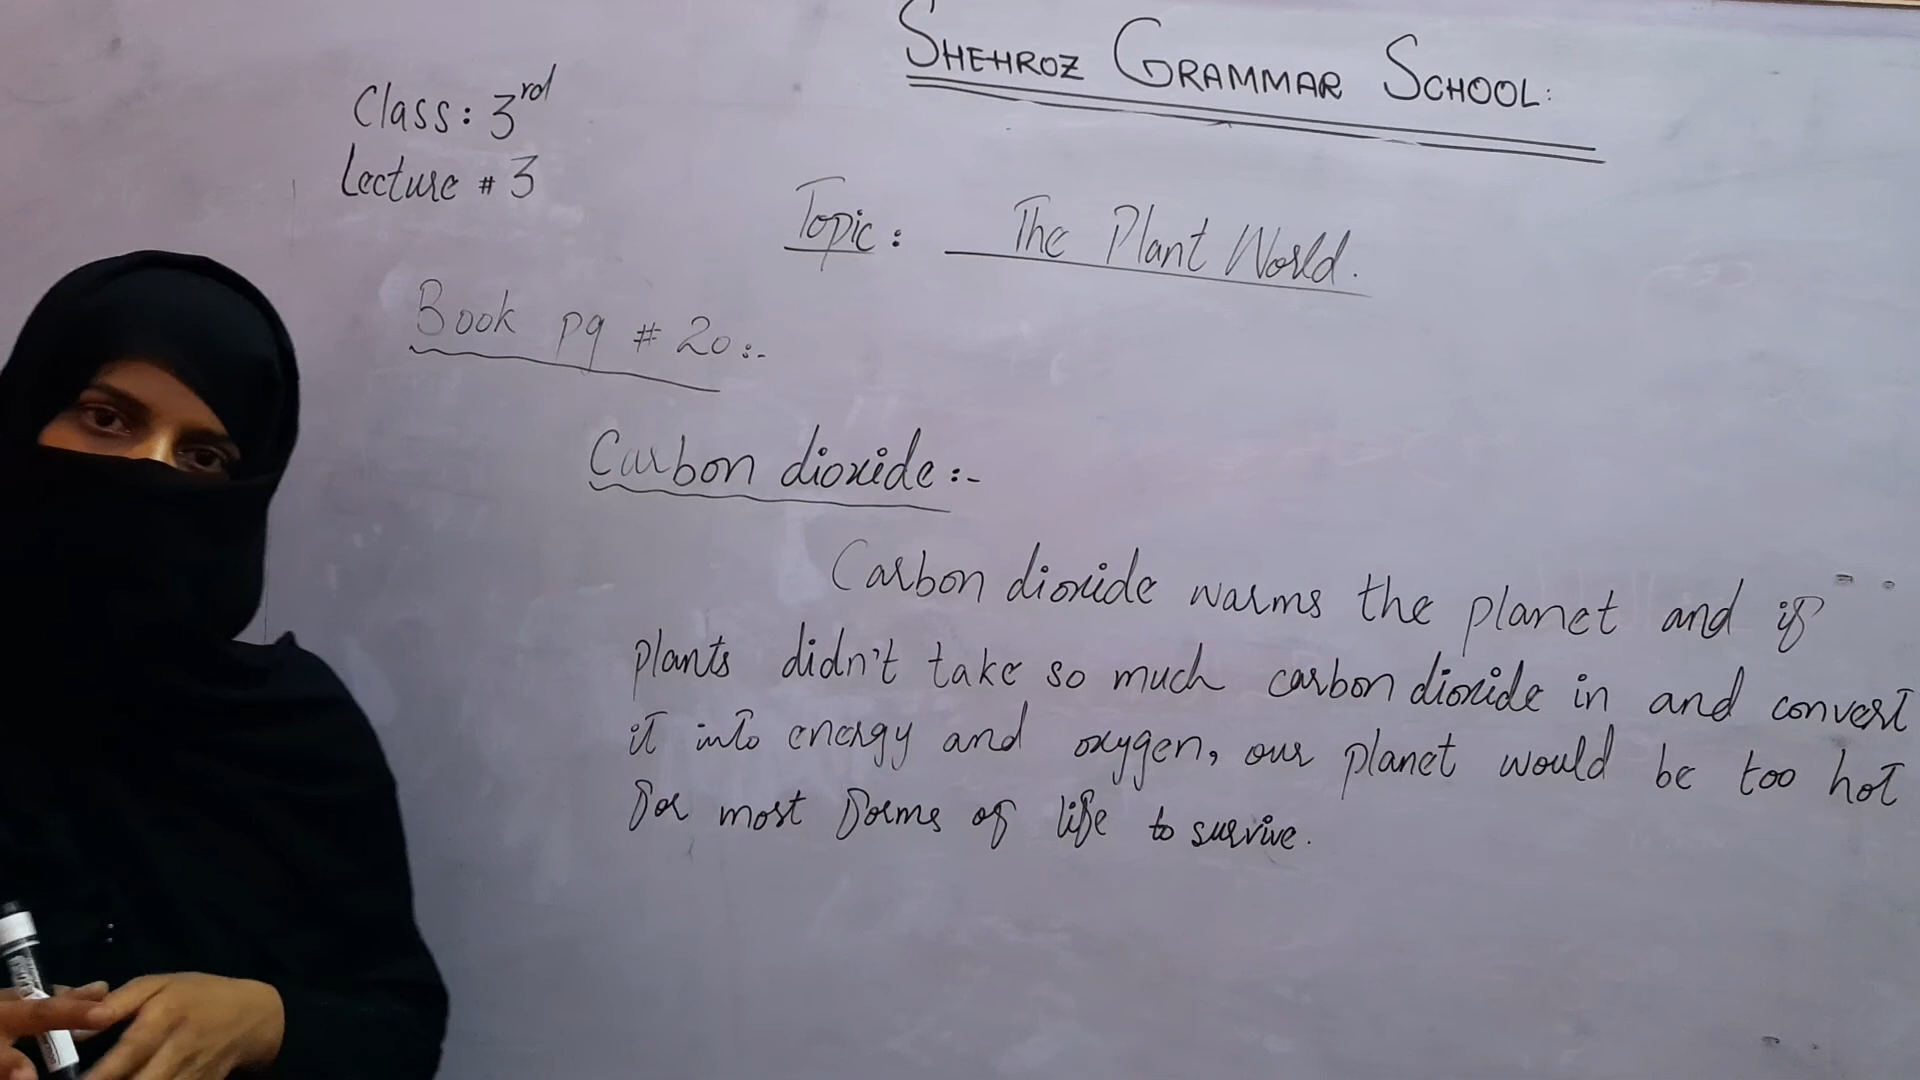 SHEHROZ GRAMMAR SCHOOL:
Class: 3rd
Lecture # 3
Topic: The Plant World.
Book pg # 20:-
Carbon dioxide:-
Carbon dioxide warms the planet and if
plants didn't take so much carbon dioxide in and convert
it into energy and oxygen, our planet would be too hot
for most forms of life to survive.